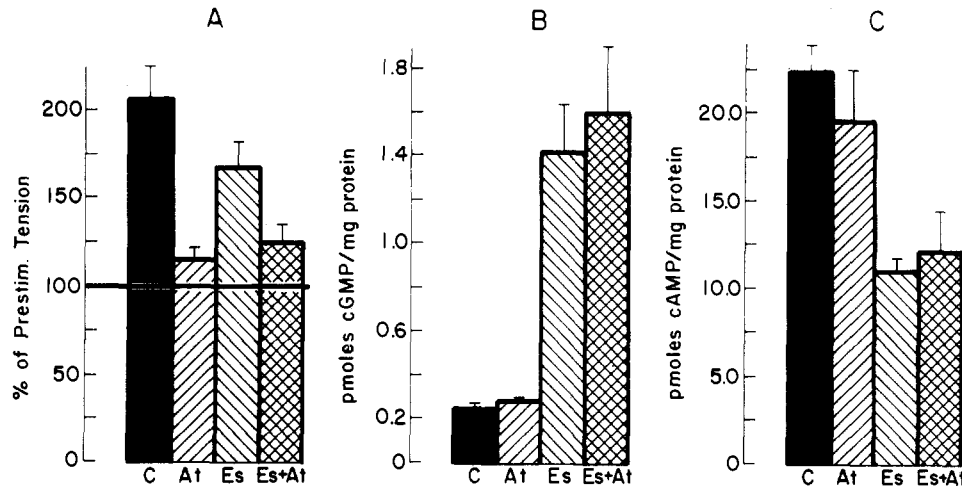 A
% of Prestim. Tension
200
150
100
50
0
C At Es Es+At
B
pmoles cGMP/mg protein
1.8
1.4
1.0
0.6
0.2
0
C At Es Es+At
C
pmoles cAMP/mg protein
20.0
15.0
10.0
5.0
0
C At Es Es+At